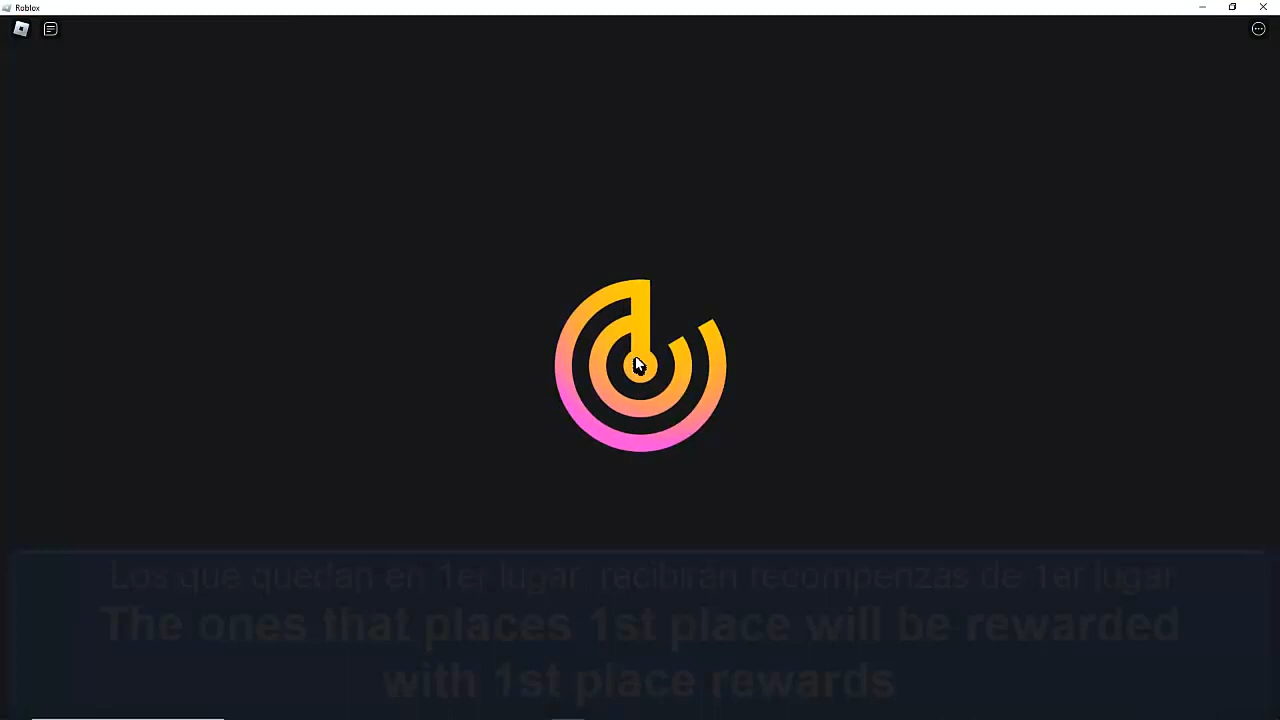 Roblox
Los que quedan en 1er lugar, recibirán recompenzas de 1er lugar
The ones that places 1st place will be rewarded
with 1st place rewards